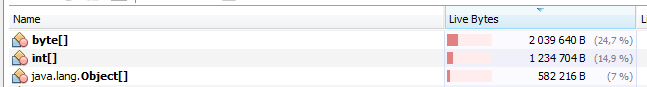 Name Live Bytes Li
byte[] 2 039 640 B (24,7 %)
int[] 1 234 704 B (14,9 %)
java.lang.Object[] 582 216 B (7 %)